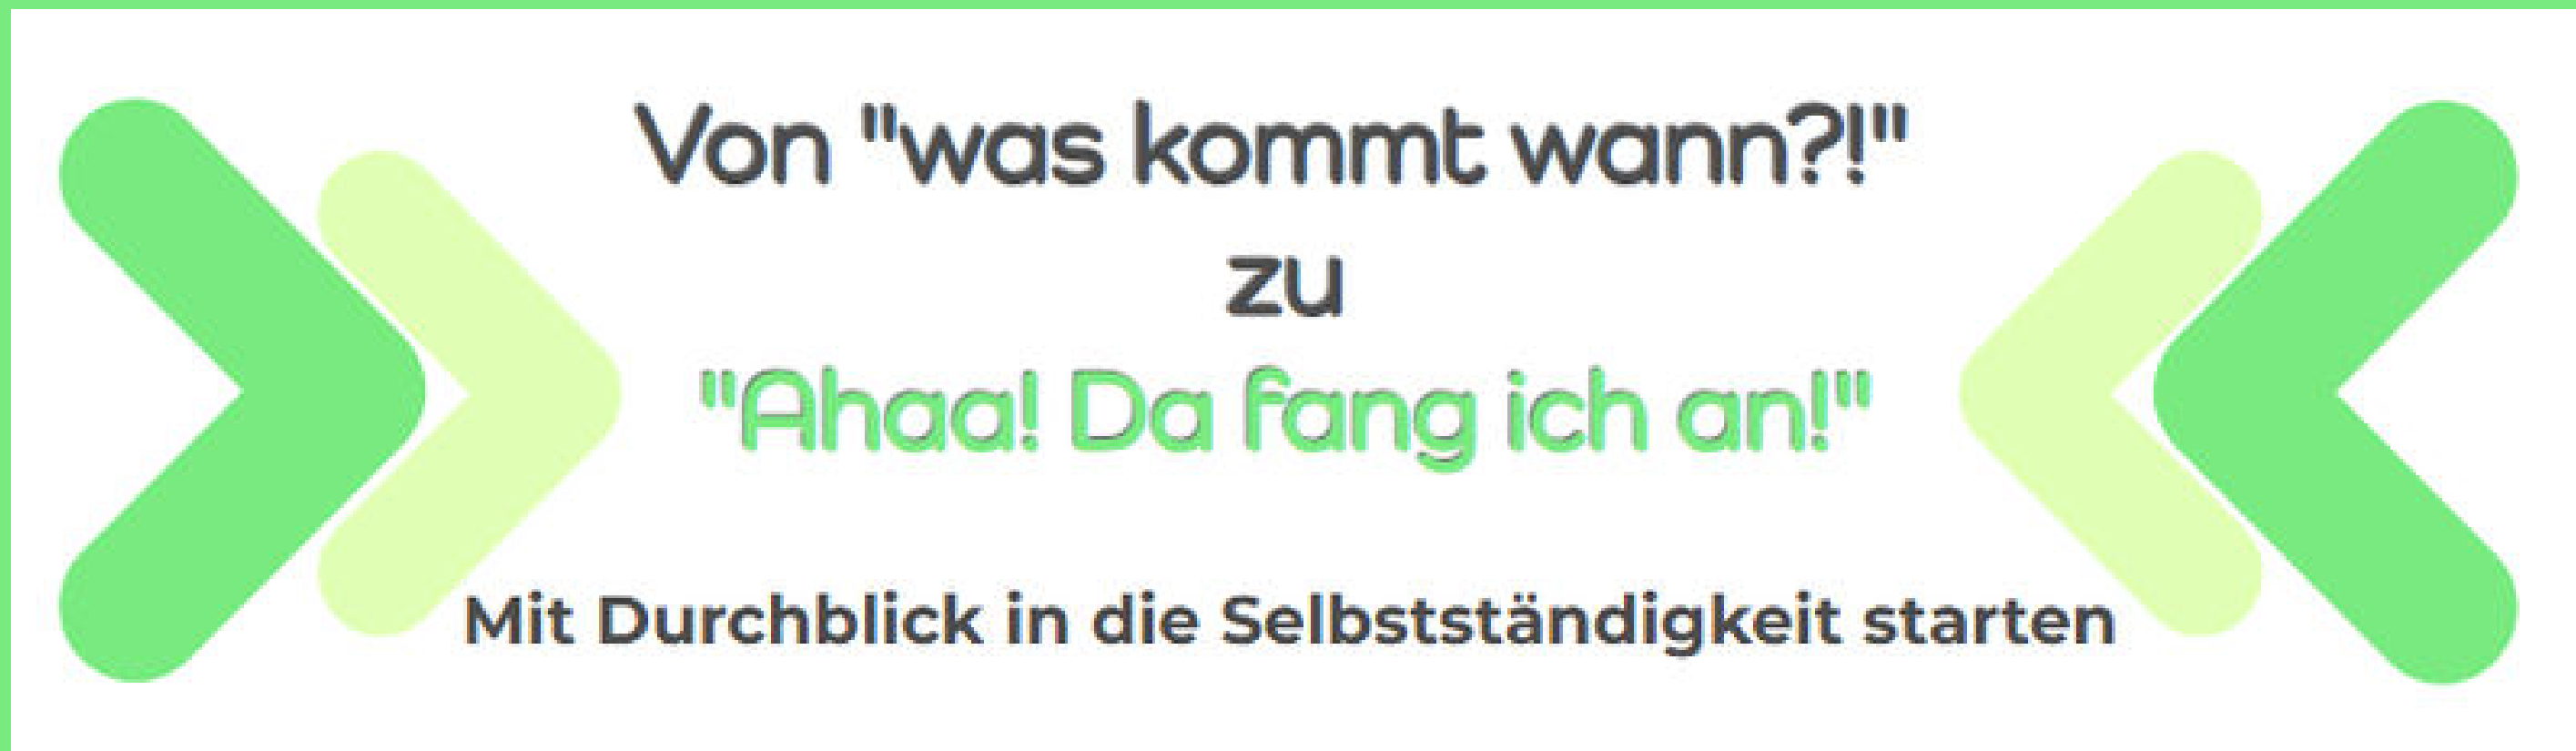 Von "was kommt wann?!"
zu
"Ahaa! Da fang ich an!"
Mit Durchblick in die Selbstständigkeit starten